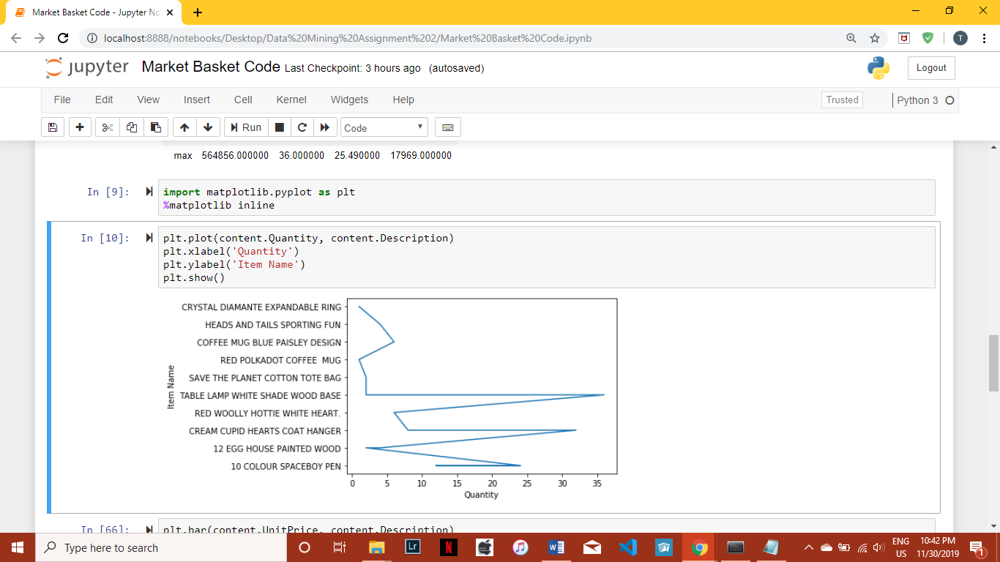 Market Basket Code - Jupyter No
localhost:8888/notebooks/Desktop/Data%20Mining%20Assignment%202/Market%20Basket%20Code.ipynb
T
jupyter Market Basket Code Last Checkpoint: 3 hours ago (autosaved)
Logout
File Edit View Insert Cell Kernel Widgets Help
Trusted
Python 3
Run
Code
max 564856.000000 36.000000 25.490000 17969.000000
In [9]:
import matplotlib.pyplot as plt
%matplotlib inline
In [10]:
plt.plot(content.Quantity, content.Description)
plt.xlabel('Quantity')
plt.ylabel('Item Name')
plt.show()
Item Name
CRYSTAL DIAMANTE EXPANDABLE RING
HEADS AND TAILS SPORTING FUN
COFFEE MUG BLUE PAISLEY DESIGN
RED POLKADOT COFFEE  MUG
SAVE THE PLANET COTTON TOTE BAG
TABLE LAMP WHITE SHADE WOOD BASE
RED WOOLLY HOTTIE WHITE HEART.
CREAM CUPID HEARTS COAT HANGER
12 EGG HOUSE PAINTED WOOD
10 COLOUR SPACEBOY PEN
0 5 10 15 20 25 30 35
Quantity
In [66]:
plt.bar(content.UnitPrice, content.Description)
Type here to search
Lr
N
W
ENG
US
10:42 PM
11/30/2019
1